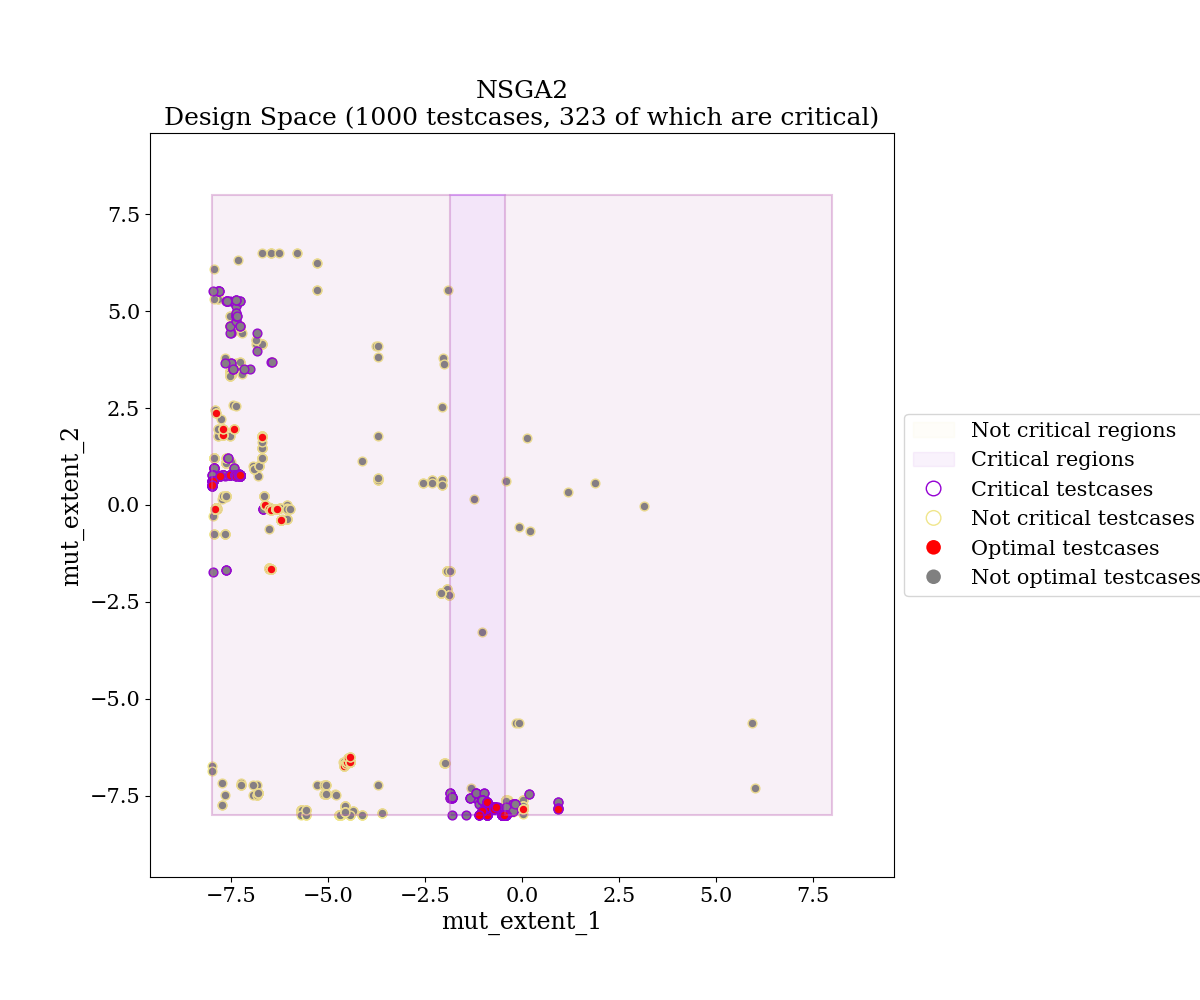 NSGA2
Design Space (1000 testcases, 323 of which are critical)
mut_extent_2
7.5
5.0
2.5
0.0
−2.5
−5.0
−7.5
−7.5
−5.0
−2.5
0.0
2.5
5.0
7.5
mut_extent_1
Not critical regions
Critical regions
Critical testcases
Not critical testcases
Optimal testcases
Not optimal testcases